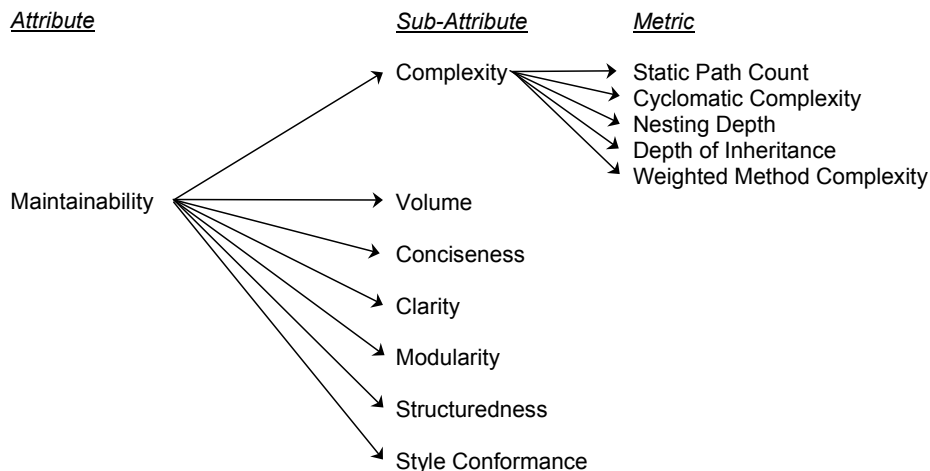 Attribute Sub-Attribute Metric
Complexity Static Path Count
Cyclomatic Complexity
Nesting Depth
Depth of Inheritance
Weighted Method Complexity
Maintainability Volume
Conciseness
Clarity
Modularity
Structuredness
Style Conformance